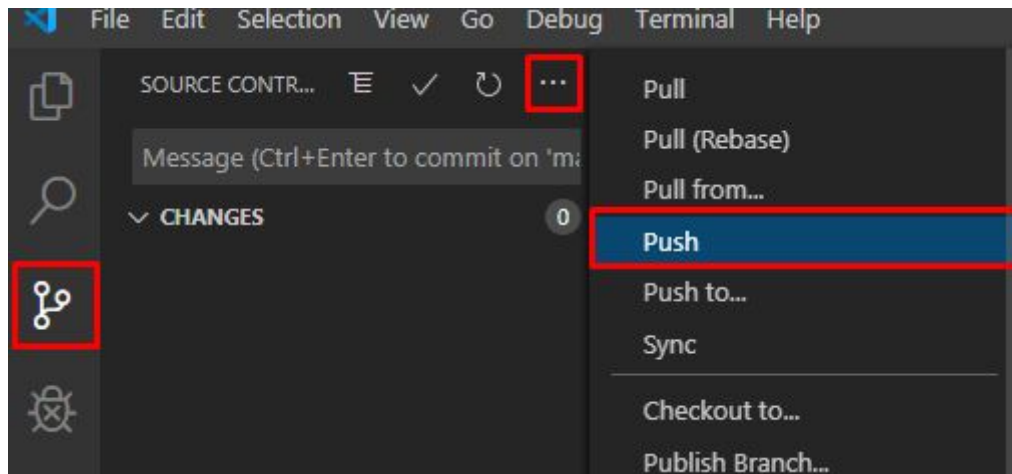 File Edit Selection View Go Debug Terminal Help
SOURCE CONTR...
Message (Ctrl+Enter to commit on 'ma
CHANGES 0
Pull
Pull (Rebase)
Pull from...
Push
Push to...
Sync
Checkout to...
Publish Branch...